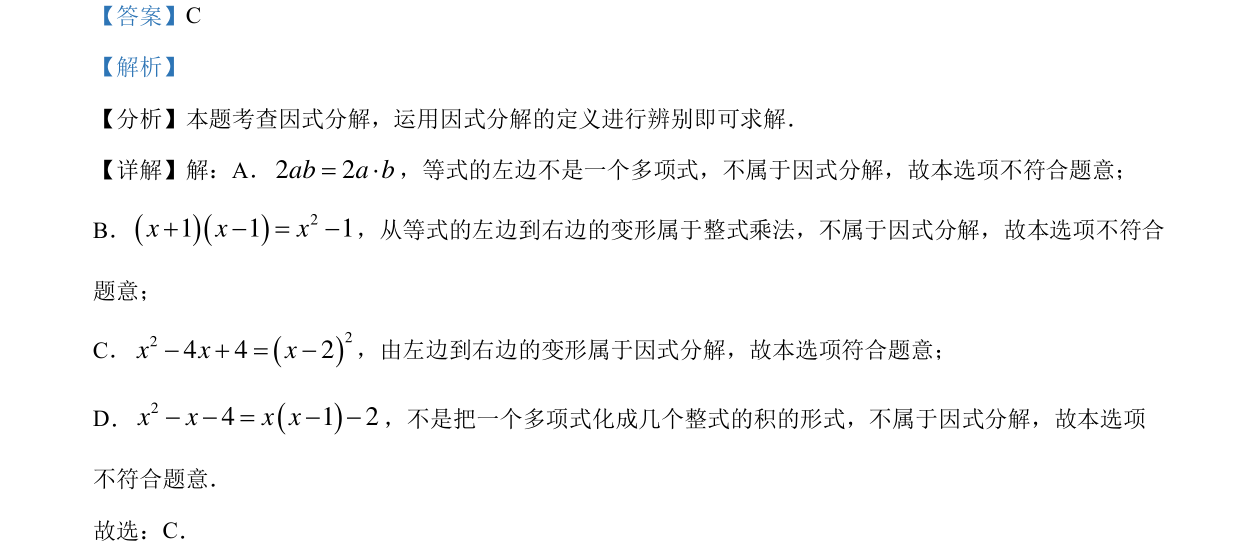 【答案】C
【解析】
【分析】本题考查因式分解，运用因式分解的定义进行辨别即可求解．
【详解】解：A． 2ab = 2a·b，等式的左边不是一个多项式，不属于因式分解，故本选项不符合题意；
B． (x+1)(x−1) = x² −1，从等式的左边到右边的变形属于整式乘法，不属于因式分解，故本选项不符合
题意；
C． x² − 4x + 4 = (x − 2)²，由左边到右边的变形属于因式分解，故本选项符合题意；
D． x² − x − 4 = x(x−1) − 2，不是把一个多项式化成几个整式的积的形式，不属于因式分解，故本选项
不符合题意．
故选：C．